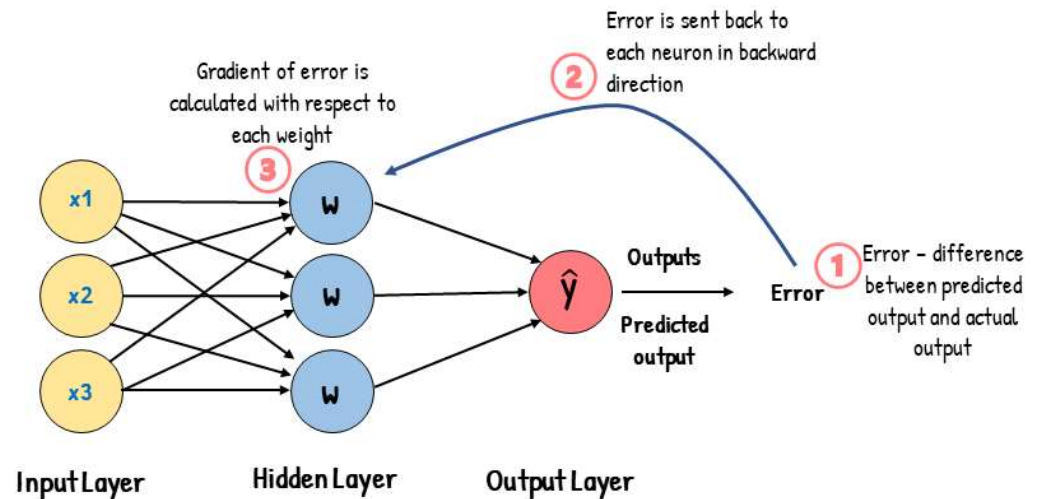 Error is sent back to
each neuron in backward
direction
2
Gradient of error is
calculated with respect to
each weight
3
x1
w
x2
w
x3
w
ŷ
Outputs
Predicted
output
Error
1
Error - difference
between predicted
output and actual
output
Input Layer
Hidden Layer
Output Layer